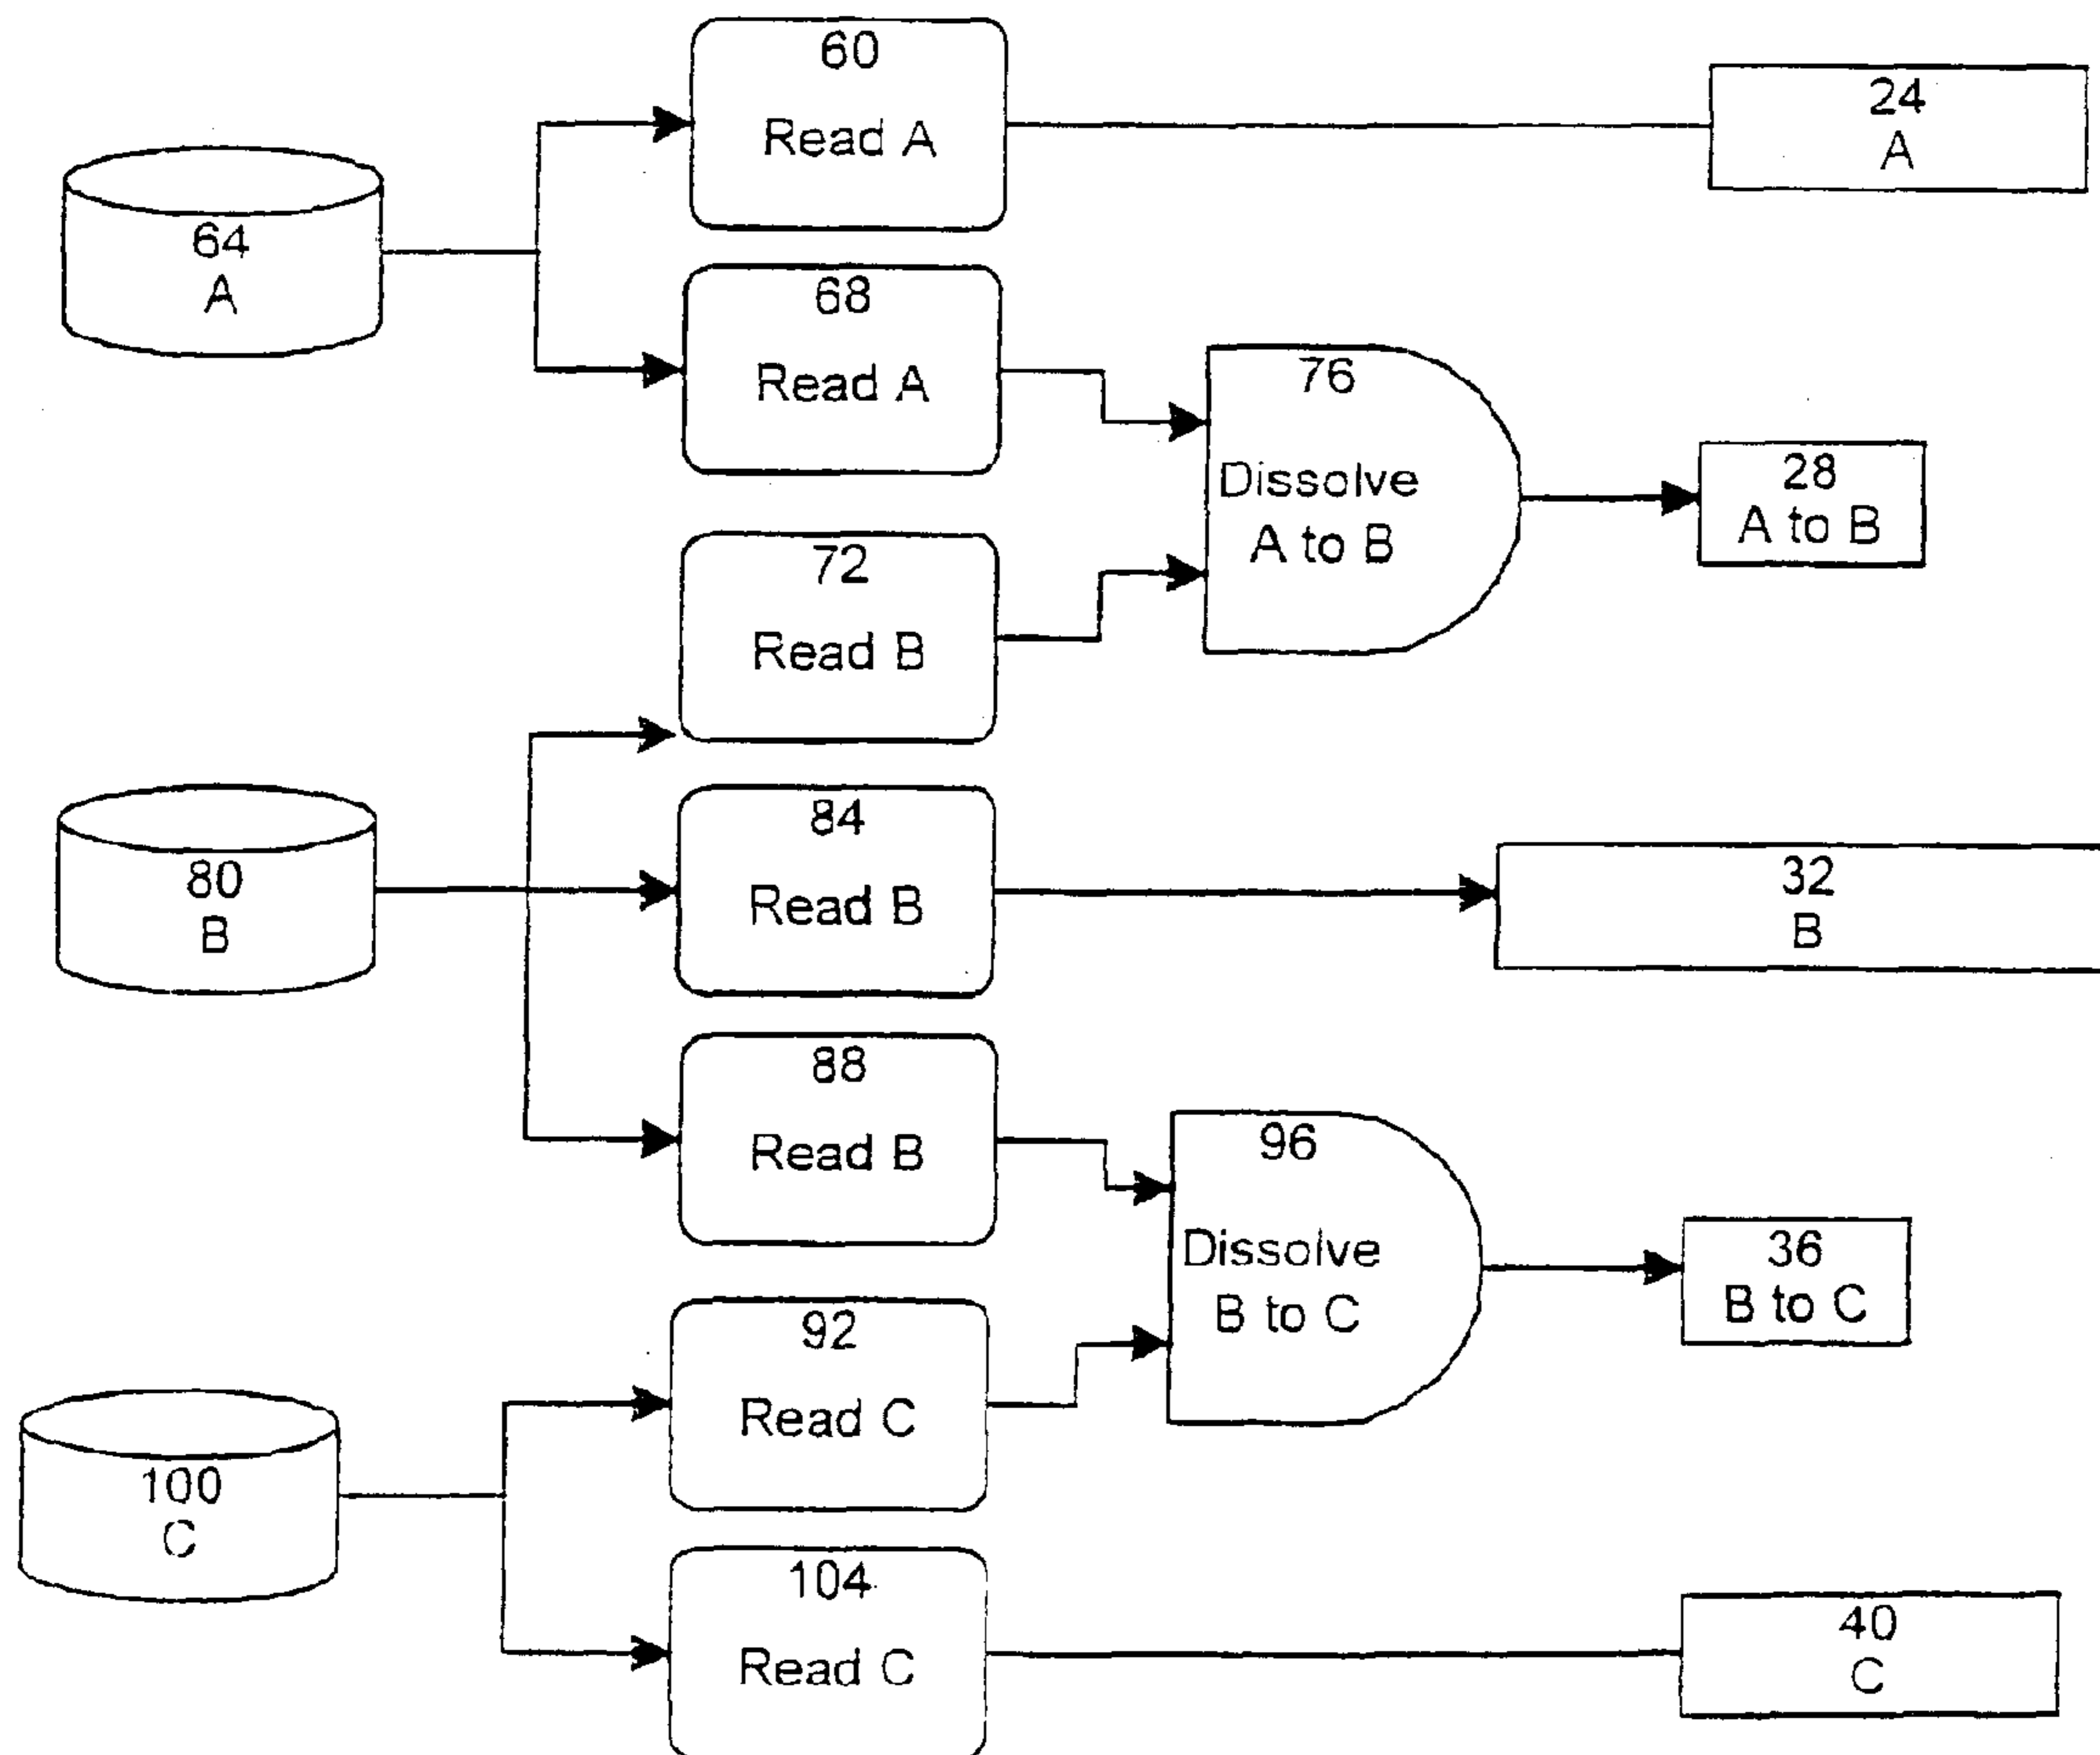 60
Read A
24
A
64
A
68
Read A
76
Dissolve
A to B
28
A to B
72
Read B
80
B
84
Read B
32
B
88
Read B
96
Dissolve
B to C
36
B to C
92
Read C
100
C
104
Read C
40
C